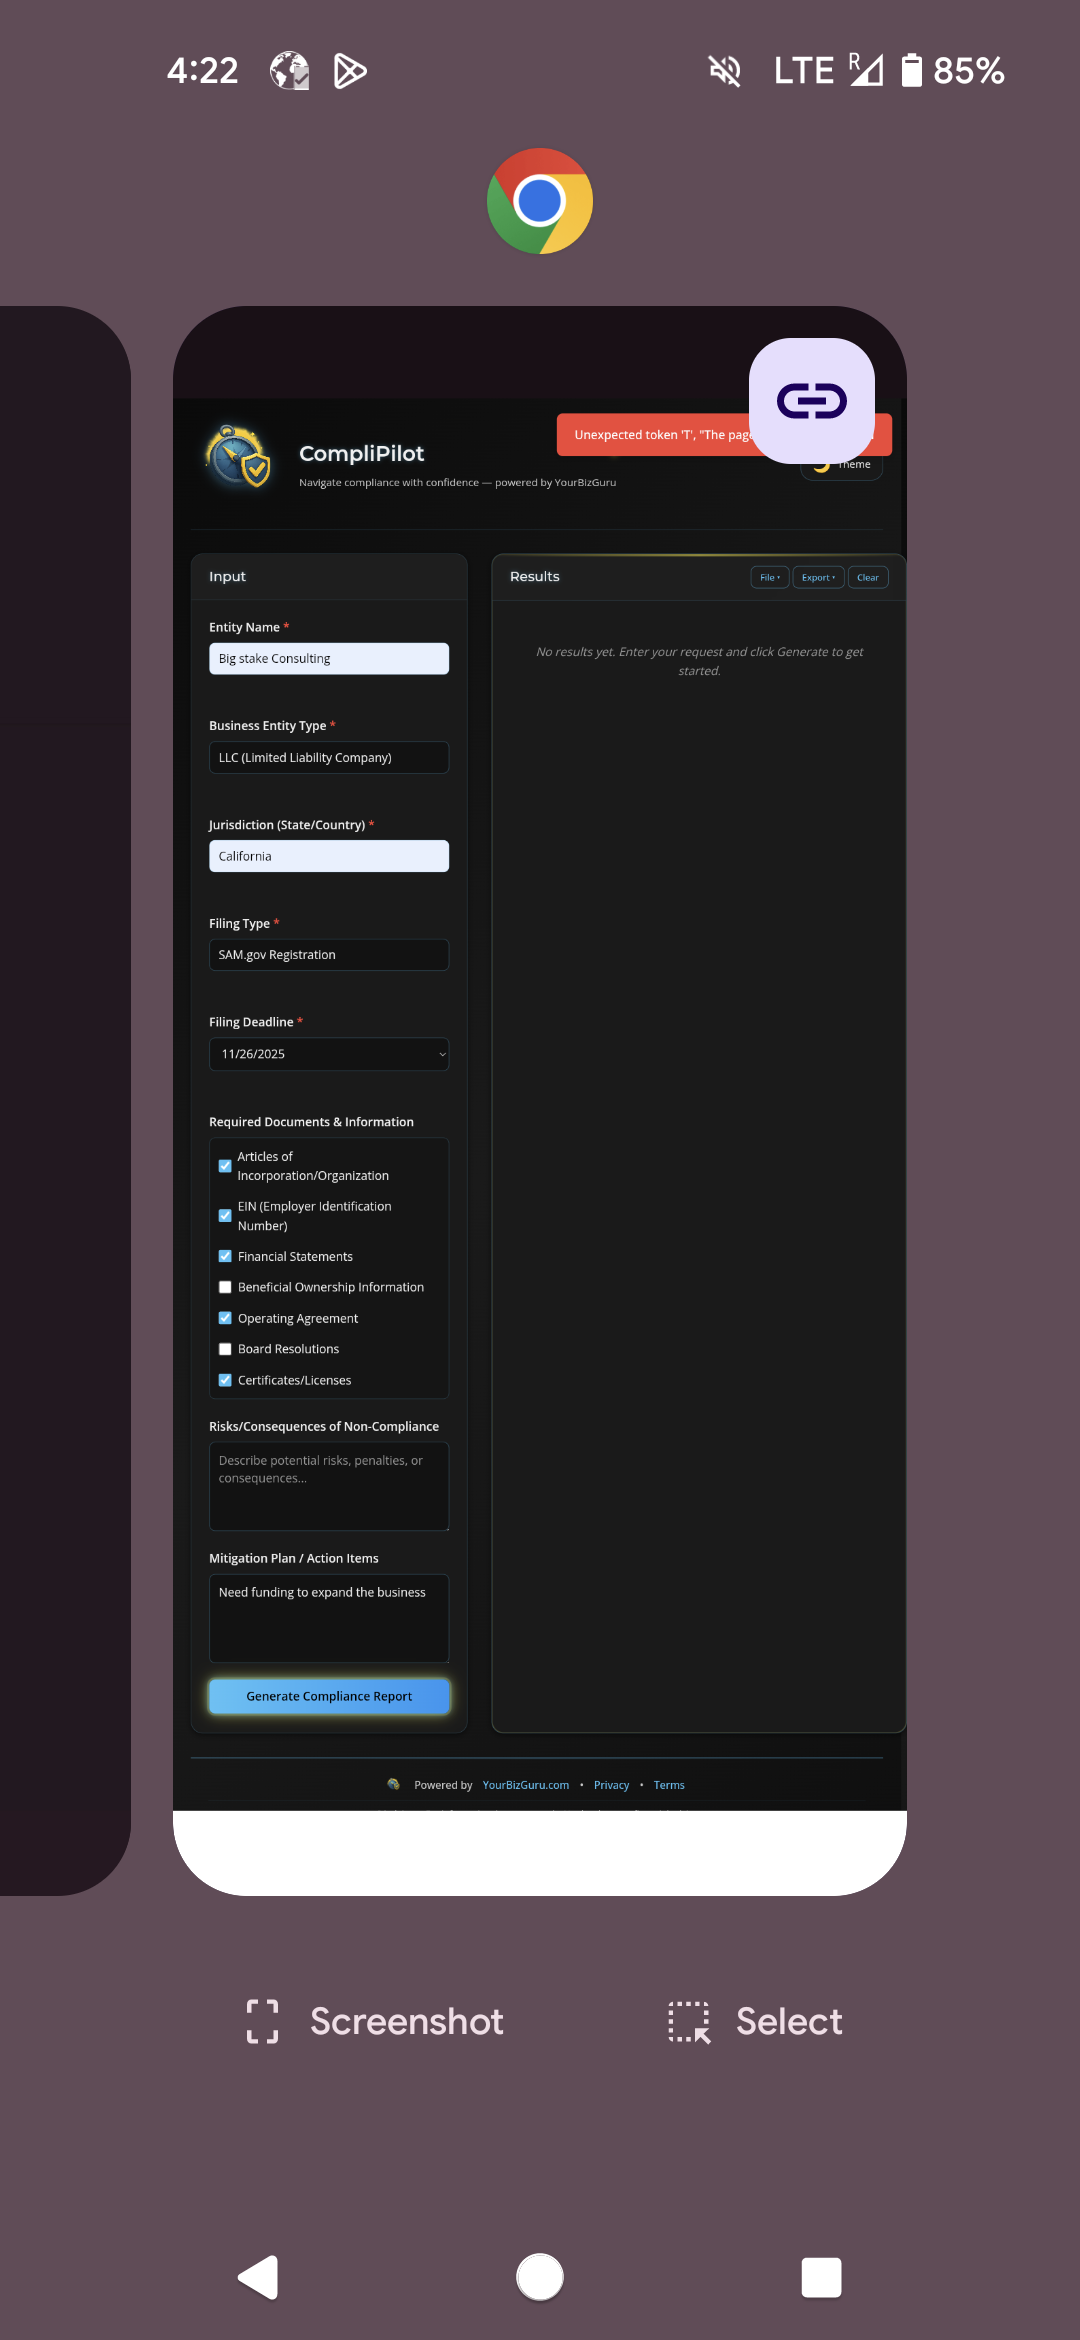 4:22
LTE R 85%
Unexpected token 'T', "The page
CompliPilot
Theme
Navigate compliance with confidence — powered by YourBizGuru
Input
Entity Name *
Big stake Consulting
Business Entity Type *
LLC (Limited Liability Company)
Jurisdiction (State/Country) *
California
Filing Type *
SAM.gov Registration
Filing Deadline *
11/26/2025
Required Documents & Information
Articles of
Incorporation/Organization
EIN (Employer Identification
Number)
Financial Statements
Beneficial Ownership Information
Operating Agreement
Board Resolutions
Certificates/Licenses
Risks/Consequences of Non-Compliance
Describe potential risks, penalties, or
consequences...
Mitigation Plan / Action Items
Need funding to expand the business
Generate Compliance Report
Results
File
Export
Clear
No results yet. Enter your request and click Generate to get
started.
Powered by YourBizGuru.com • Privacy • Terms
Screenshot
Select